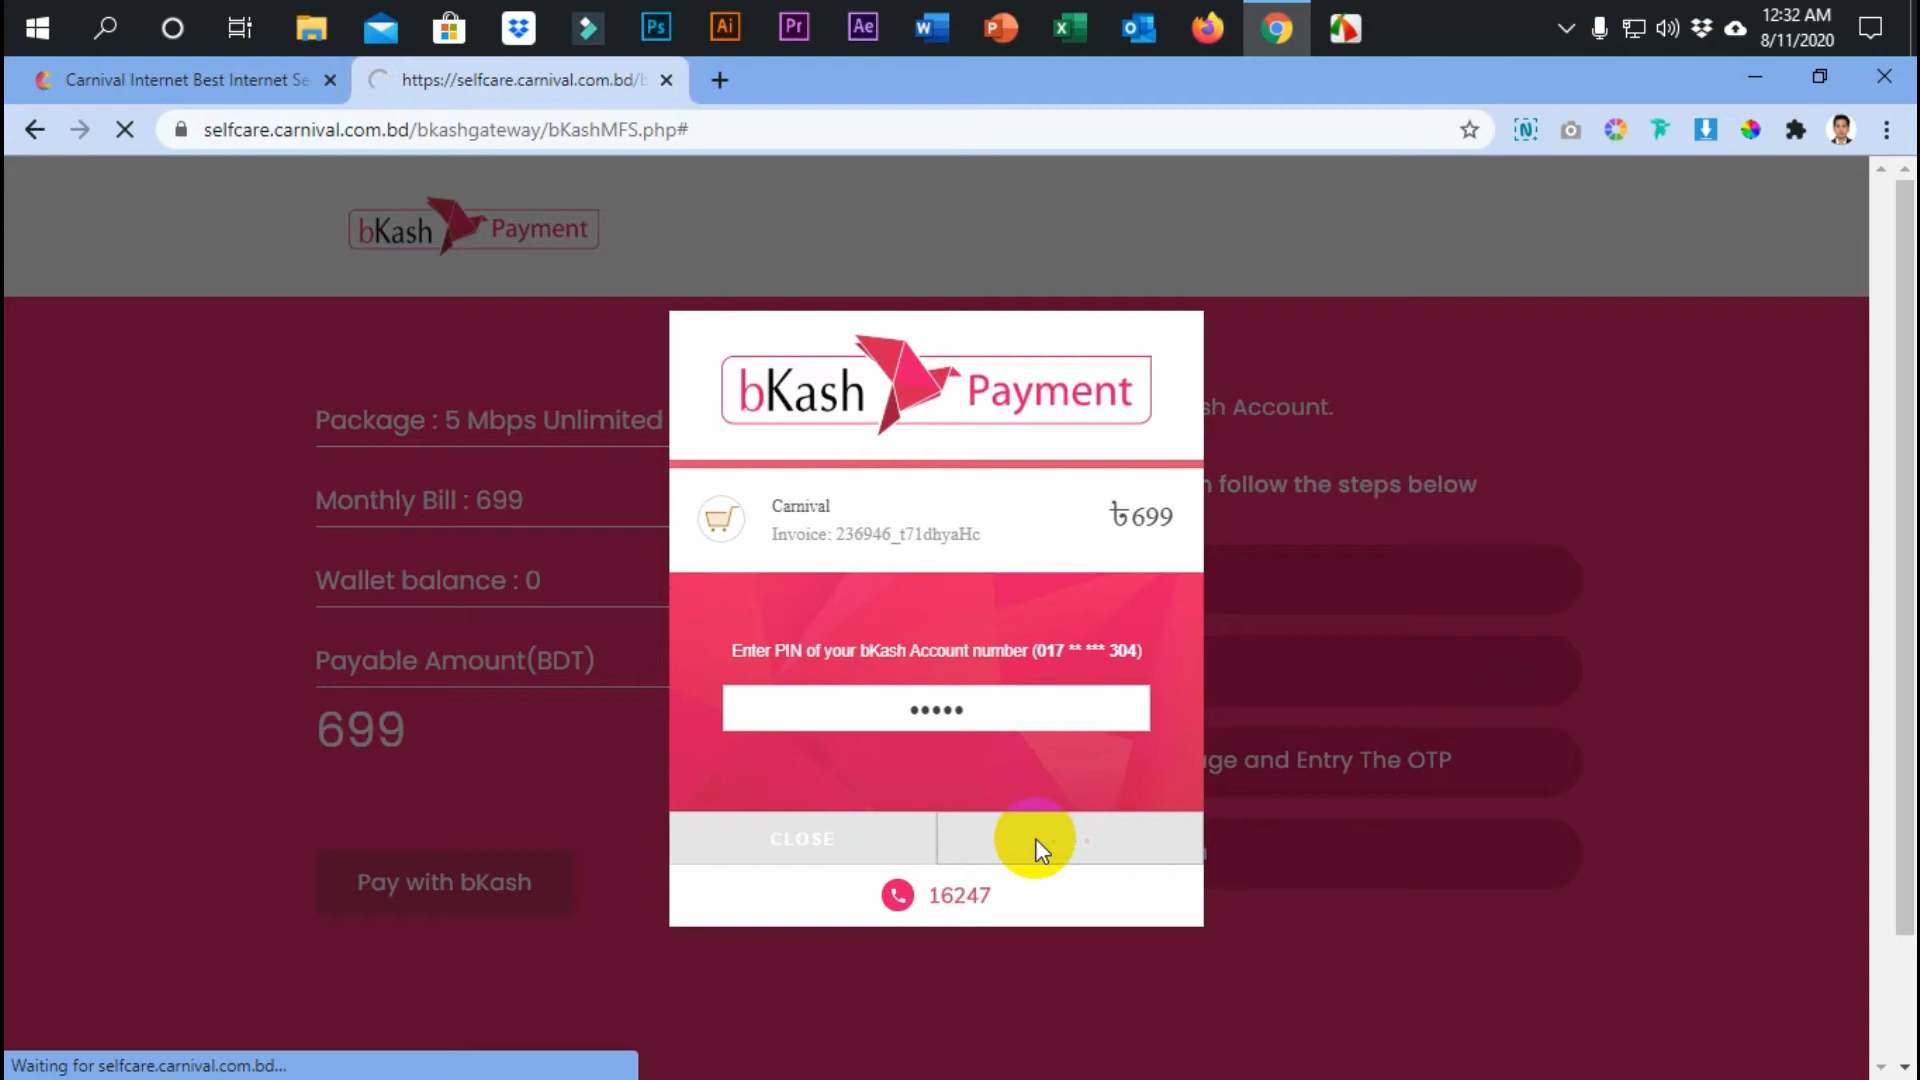 Ps Ai Pr Ae
12:32 AM
8/11/2020
Carnival Internet Best Internet Se
https://selfcare.carnival.com.bd/b
selfcare.carnival.com.bd/bkashgateway/bKashMFS.php#
bKash Payment
bKash Payment
Package : 5 Mbps Unlimited
sh Account.
Monthly Bill : 699
follow the steps below
Carnival
৳699
Invoice: 236946_t71dhyaHc
Wallet balance : 0
Enter PIN of your bKash Account number (017 ** *** 304)
Payable Amount(BDT)
•••••
699
ge and Entry The OTP
CLOSE
Pay with bKash
16247
Waiting for selfcare.carnival.com.bd...